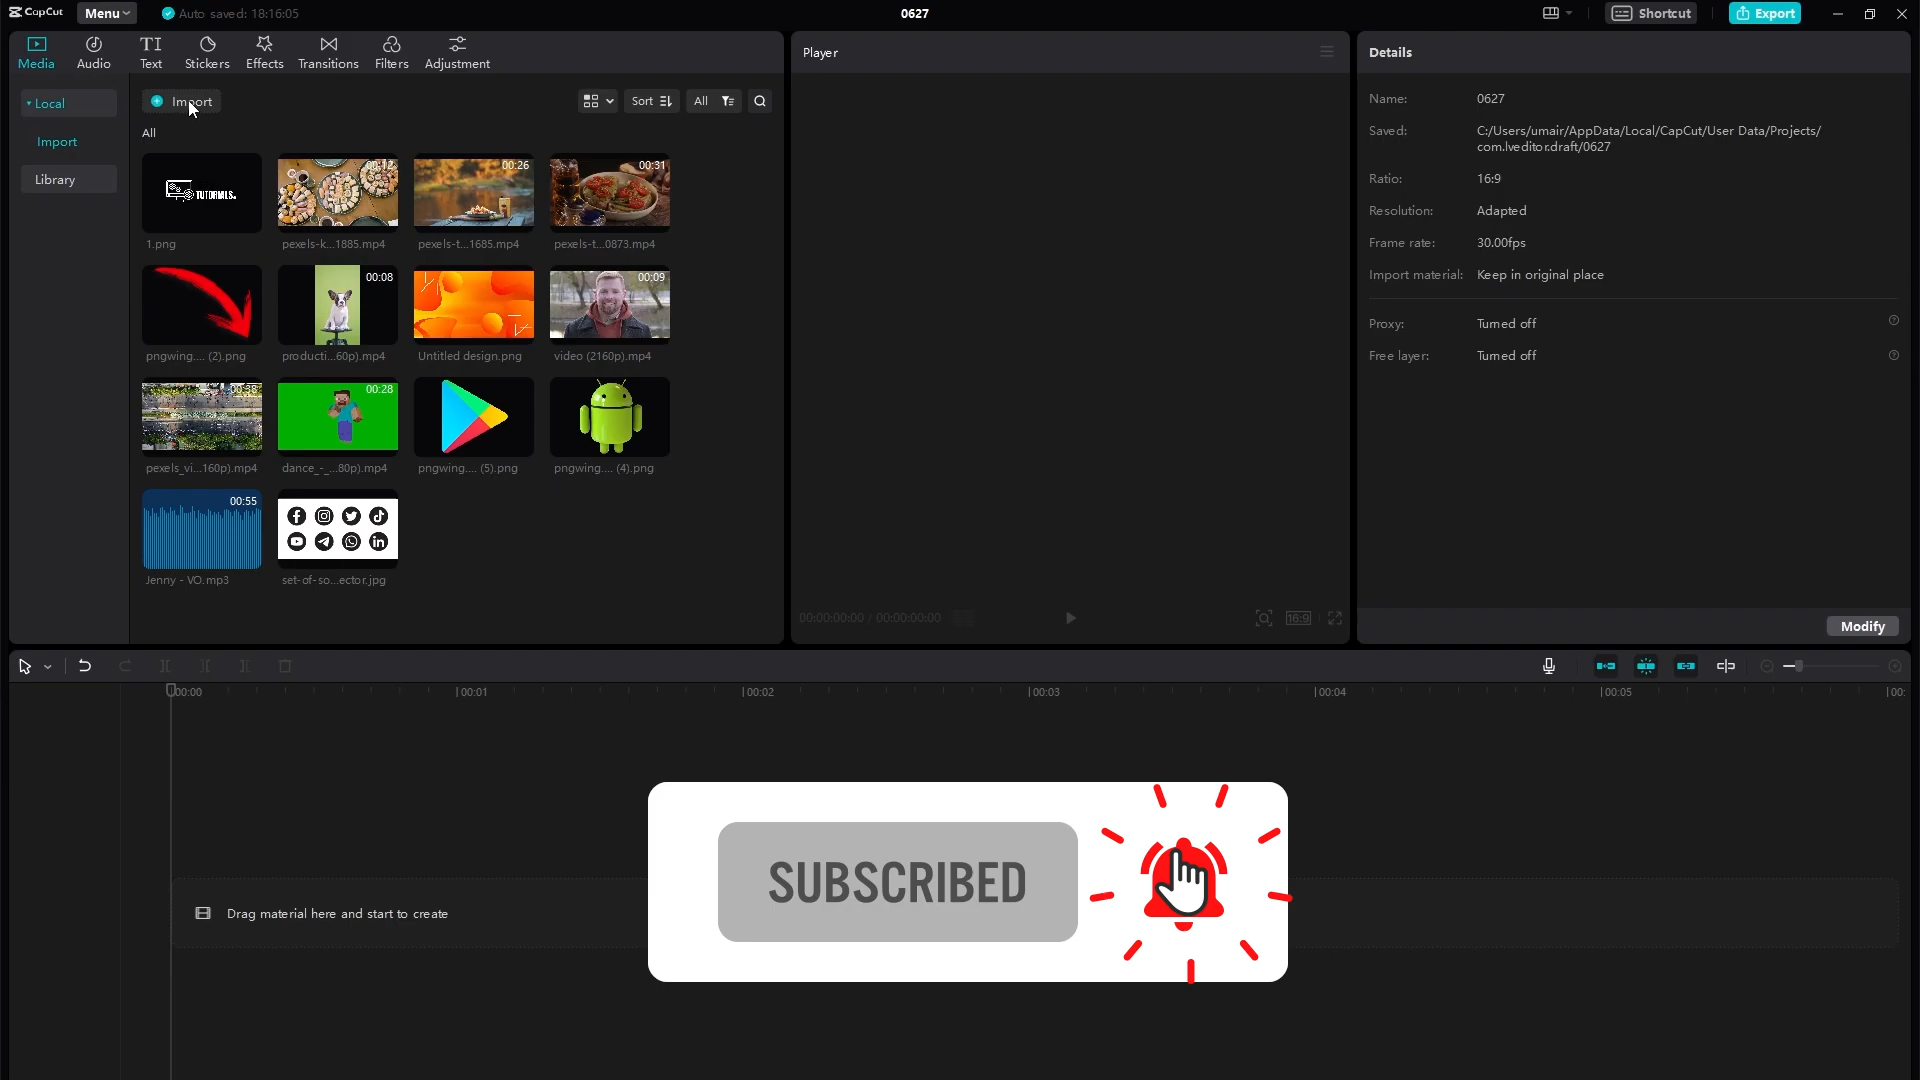 CapCut
Menu
Auto saved: 18:16:05
0627
Shortcut
Export
Media
Audio
TI
Text
Stickers
Effects
Transitions
Filters
Adjustment
Player
Details
Local
Import
Library
Import
Sort
All
All
TUTORIALS.
1.png
00:12
pexels-k...1885.mp4
00:26
pexels-t...1685.mp4
00:31
pexels-t...0873.mp4
pngwing.... (2).png
00:08
producti...60p).mp4
Untitled design.png
00:09
video (2160p).mp4
00:38
pexels_vi...160p).mp4
00:28
dance_-_...80p).mp4
pngwing.... (5).png
pngwing.... (4).png
00:55
Jenny - VO.mp3
set-of-so...ector.jpg
00:00:00:00 / 00:00:00:00
16:9
Name: 0627
Saved: C:/Users/umair/AppData/Local/CapCut/User Data/Projects/
com.lveditor.draft/0627
Ratio: 16:9
Resolution: Adapted
Frame rate: 30.00fps
Import material: Keep in original place
Proxy: Turned off
Free layer: Turned off
Modify
00:00
00:01
00:02
00:03
00:04
00:05
00:
Drag material here and start to create
SUBSCRIBED